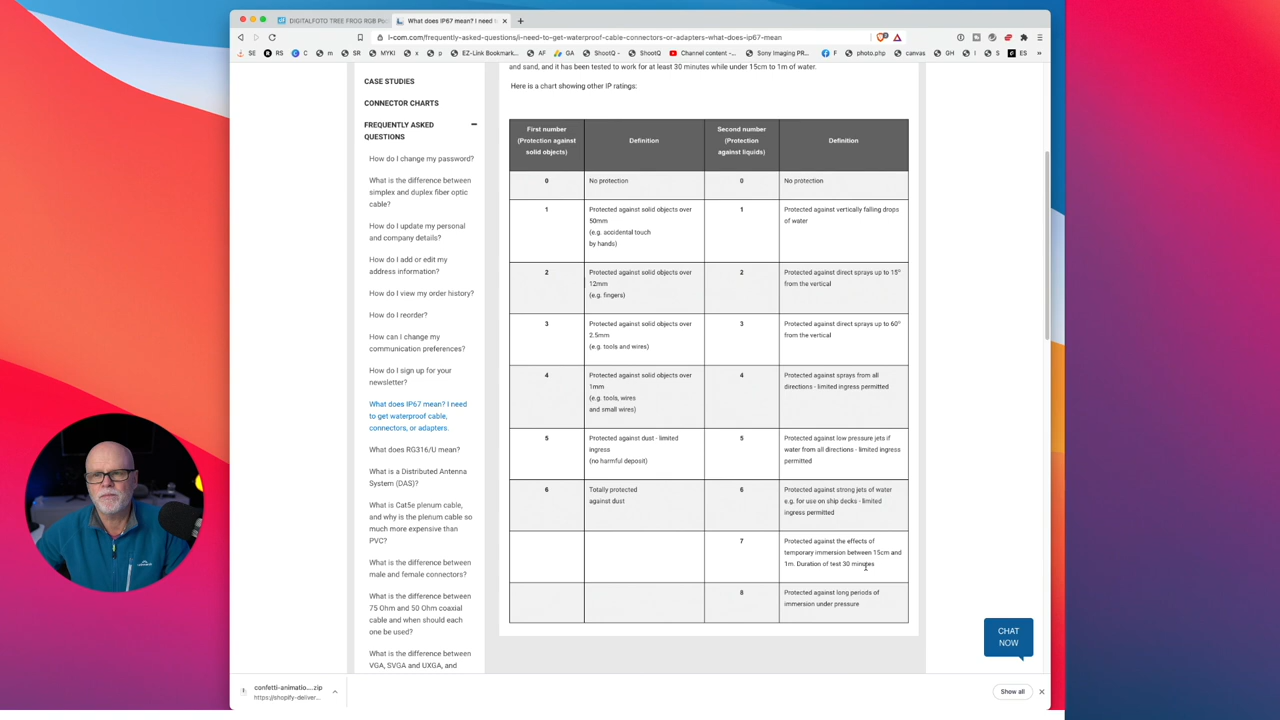 DIGITALFOTO TREE FROG RGB Po
What does IP67 mean? I need t
l-com.com/frequently-asked-questions/i-need-to-get-waterproof-cable-connectors-or-adapters-what-does-ip67-mean
SE
RS
C
m
SR
MYKI
x
p
EZ-Link Bookmark...
AF
GA
ShootQ -
ShootQ
Channel content -...
Sony Imaging PR...
F
photo.php
canvas
GH
I
S
ES
»
and sand, and it has been tested to work for at least 30 minutes while under 15cm to 1m of water.
Here is a chart showing other IP ratings:
CASE STUDIES
CONNECTOR CHARTS
FREQUENTLY ASKED
QUESTIONS
How do I change my password?
What is the difference between
simplex and duplex fiber optic
cable?
How do I update my personal
and company details?
How do I add or edit my
address information?
How do I view my order history?
How do I reorder?
How can I change my
communication preferences?
How do I sign up for your
newsletter?
What does IP67 mean? I need
to get waterproof cable,
connectors, or adapters.
What does RG316/U mean?
What is a Distributed Antenna
System (DAS)?
What is Cat5e plenum cable,
and why is the plenum cable so
much more expensive than
PVC?
What is the difference between
male and female connectors?
What is the difference between
75 Ohm and 50 Ohm coaxial
cable and when should each
one be used?
What is the difference between
VGA, SVGA and UXGA, and
First number
(Protection against
solid objects)
Definition
Second number
(Protection
against liquids)
Definition
0
No protection
0
No protection
1
Protected against solid objects over
50mm
(e.g. accidental touch
by hands)
1
Protected against vertically falling drops
of water
2
Protected against solid objects over
12mm
(e.g. fingers)
2
Protected against direct sprays up to 15°
from the vertical
3
Protected against solid objects over
2.5mm
(e.g. tools and wires)
3
Protected against direct sprays up to 60°
from the vertical
4
Protected against solid objects over
1mm
(e.g. tools, wires
and small wires)
4
Protected against sprays from all
directions - limited ingress permitted
5
Protected against dust - limited
ingress
(no harmful deposit)
5
Protected against low pressure jets if
water from all directions - limited ingress
permitted
6
Totally protected
against dust
6
Protected against strong jets of water
e.g. for use on ship decks - limited
ingress permitted
7
Protected against the effects of
temporary immersion between 15cm and
1m. Duration of test 30 minutes
8
Protected against long periods of
immersion under pressure
CHAT
NOW
confetti-animatio....zip
https://shopify-deliver...
Show all